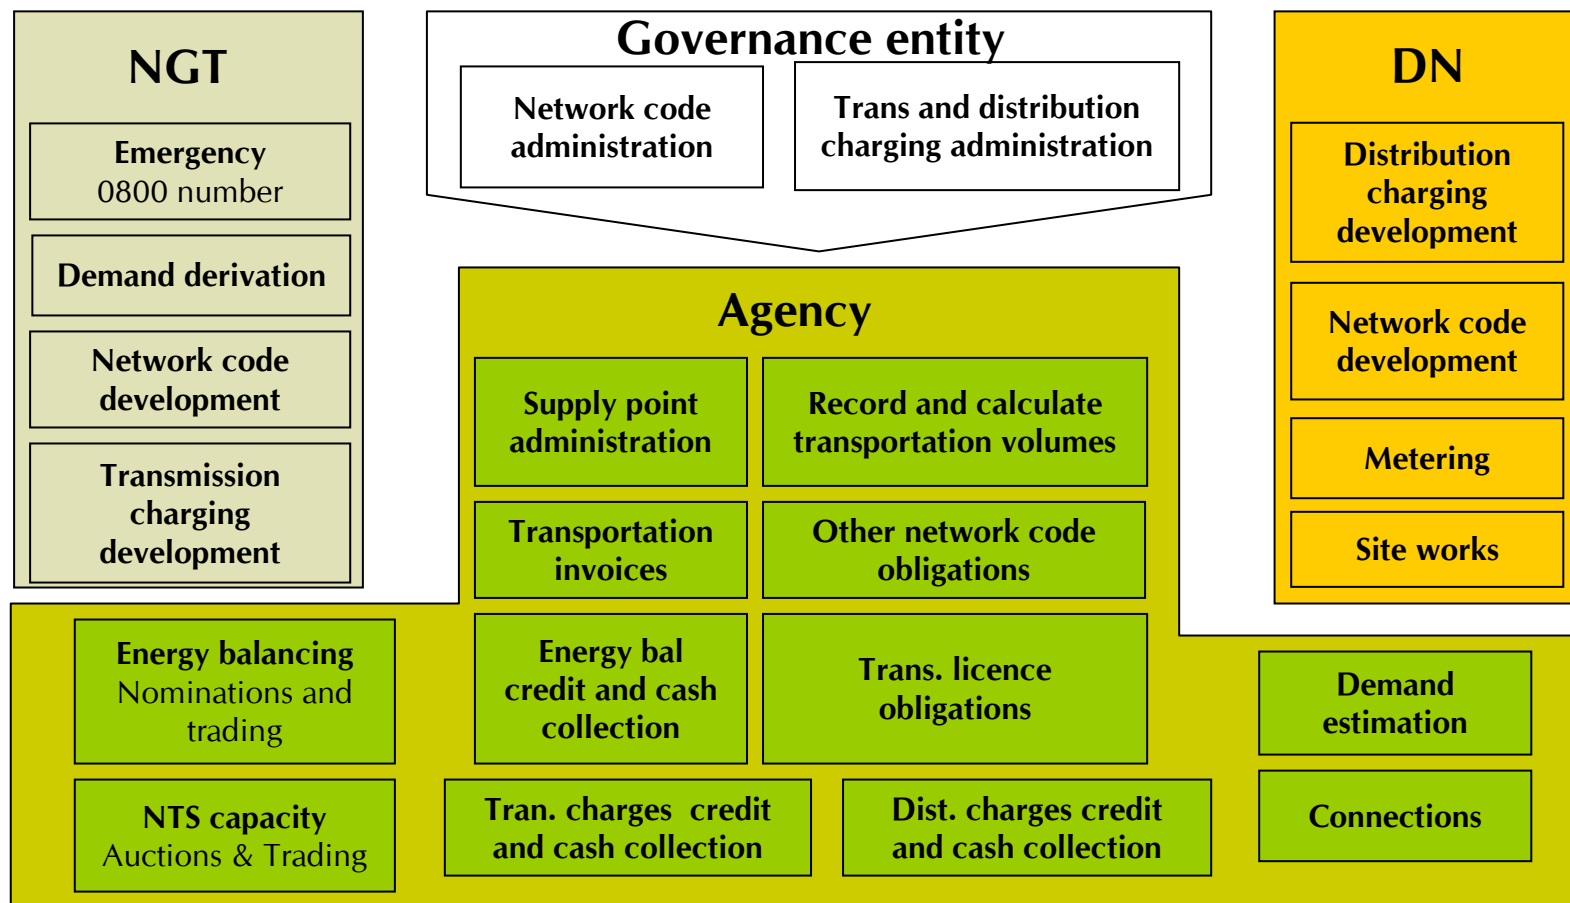 NGT
Emergency
0800 number
Demand derivation
Network code
development
Transmission
charging
development
Governance entity
Network code
administration
Trans and distribution
charging administration
DN
Distribution
charging
development
Network code
development
Metering
Site works
Agency
Supply point
administration
Record and calculate
transportation volumes
Transportation
invoices
Other network code
obligations
Energy balancing
Nominations and
trading
Energy bal
credit and cash
collection
Trans. licence
obligations
Demand
estimation
NTS capacity
Auctions & Trading
Tran. charges credit
and cash collection
Dist. charges credit
and cash collection
Connections